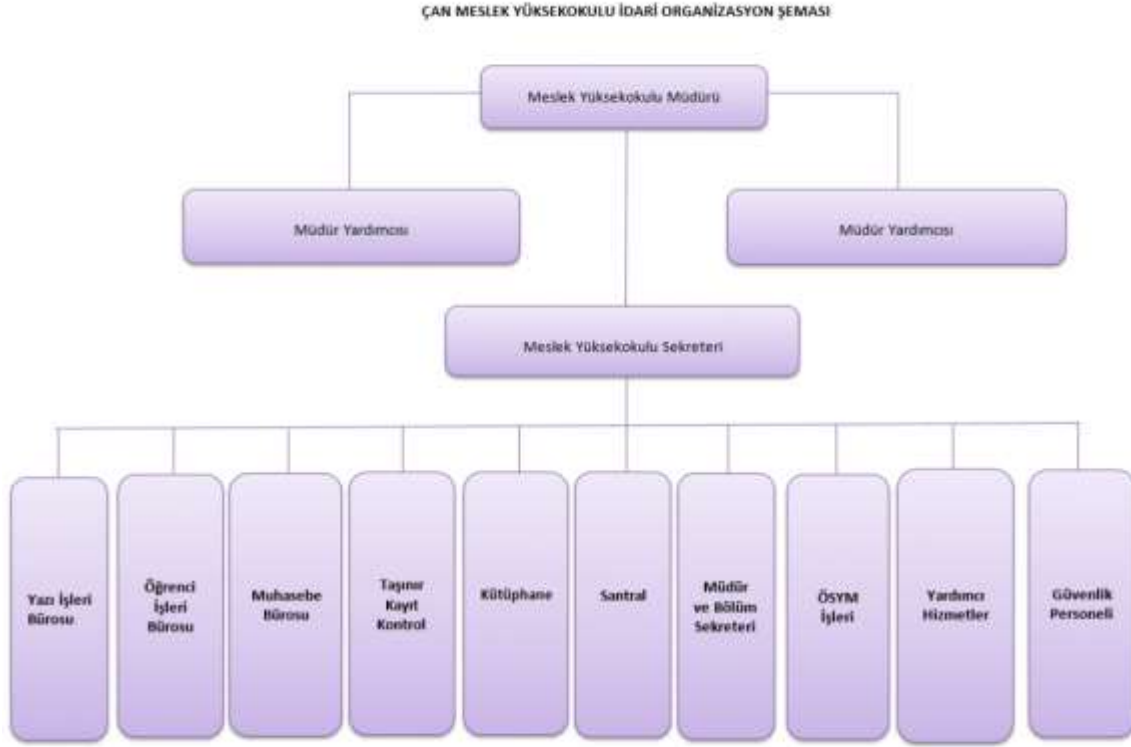 ÇAN MESLEK YÜKSEKOKULU İDARİ ORGANİZASYON ŞEMASI
Meslek Yüksekokulu Müdürü
Müdür Yardımcısı
Müdür Yardımcısı
Meslek Yüksekokulu Sekreteri
Yazı İşleri
Bürosu
Öğrenci
İşleri
Bürosu
Muhasebe
Bürosu
Taşınır
Kayıt
Kontrol
Kütüphane
Santral
Müdür
ve Bölüm
Sekreteri
ÖSYM
İşleri
Yardımcı
Hizmetler
Güvenlik
Personeli